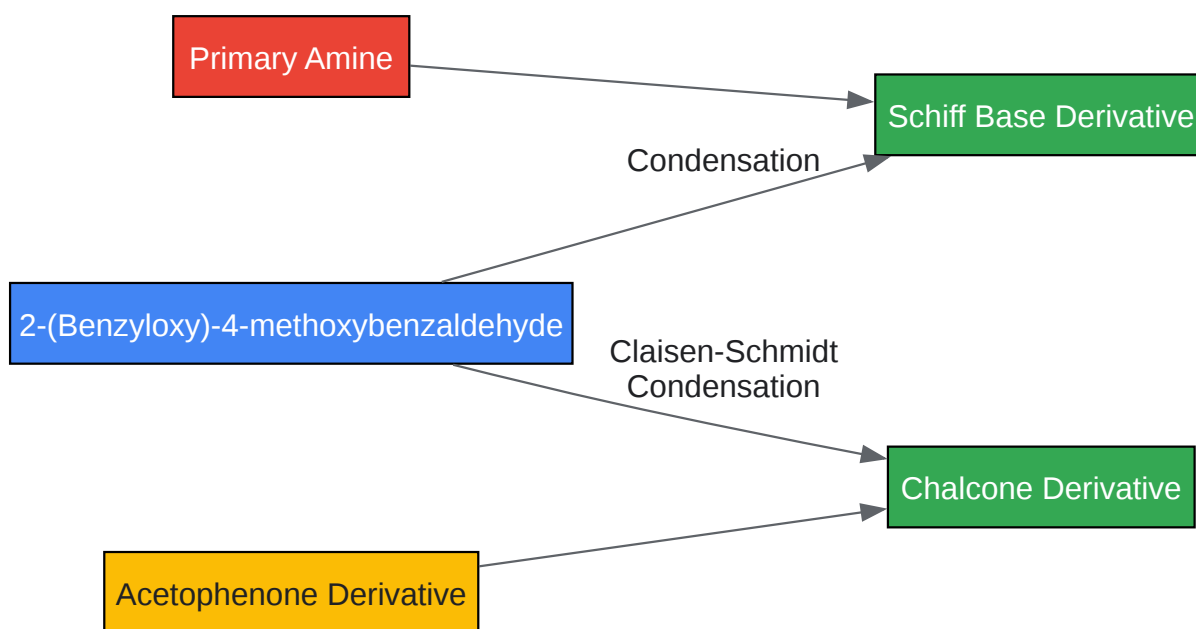 Primary Amine
Schiff Base Derivative
Condensation
2-(Benzyloxy)-4-methoxybenzaldehyde
Claisen-Schmidt
Condensation
Chalcone Derivative
Acetophenone Derivative